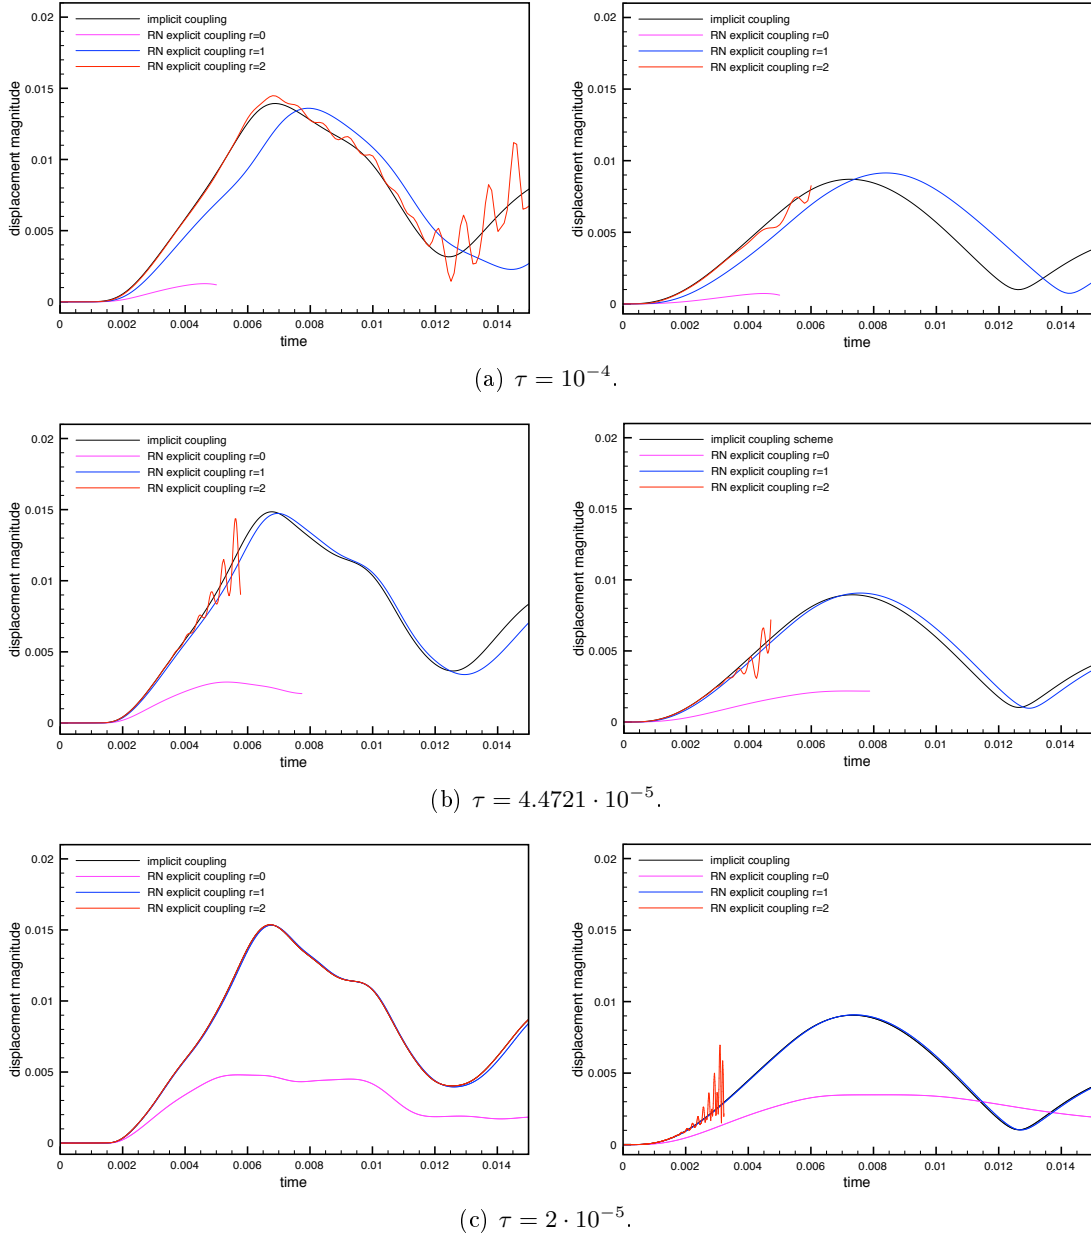 0.02
0.015
0.01
0.005
0
displacement magnitude
implicit coupling
RN explicit coupling r=0
RN explicit coupling r=1
RN explicit coupling r=2
0 0.002 0.004 0.006 0.008 0.01 0.012 0.014
time
0.02
0.015
0.01
0.005
0
displacement magnitude
implicit coupling
RN explicit coupling r=0
RN explicit coupling r=1
RN explicit coupling r=2
0 0.002 0.004 0.006 0.008 0.01 0.012 0.014
time
(a) τ = 10⁻⁴.
0.02
0.015
0.01
0.005
0
displacement magnitude
implicit coupling
RN explicit coupling r=0
RN explicit coupling r=1
RN explicit coupling r=2
0 0.002 0.004 0.006 0.008 0.01 0.012 0.014
time
0.02
0.015
0.01
0.005
0
displacement magnitude
implicit coupling scheme
RN explicit coupling r=0
RN explicit coupling r=1
RN explicit coupling r=2
0 0.002 0.004 0.006 0.008 0.01 0.012 0.014
time
(b) τ = 4.4721 · 10⁻⁵.
0.02
0.015
0.01
0.005
0
displacement magnitude
implicit coupling
RN explicit coupling r=0
RN explicit coupling r=1
RN explicit coupling r=2
0 0.002 0.004 0.006 0.008 0.01 0.012 0.014
time
0.02
0.015
0.01
0.005
0
displacement magnitude
implicit coupling
RN explicit coupling r=0
RN explicit coupling r=1
RN explicit coupling r=2
0 0.002 0.004 0.006 0.008 0.01 0.012 0.014
time
(c) τ = 2 · 10⁻⁵.